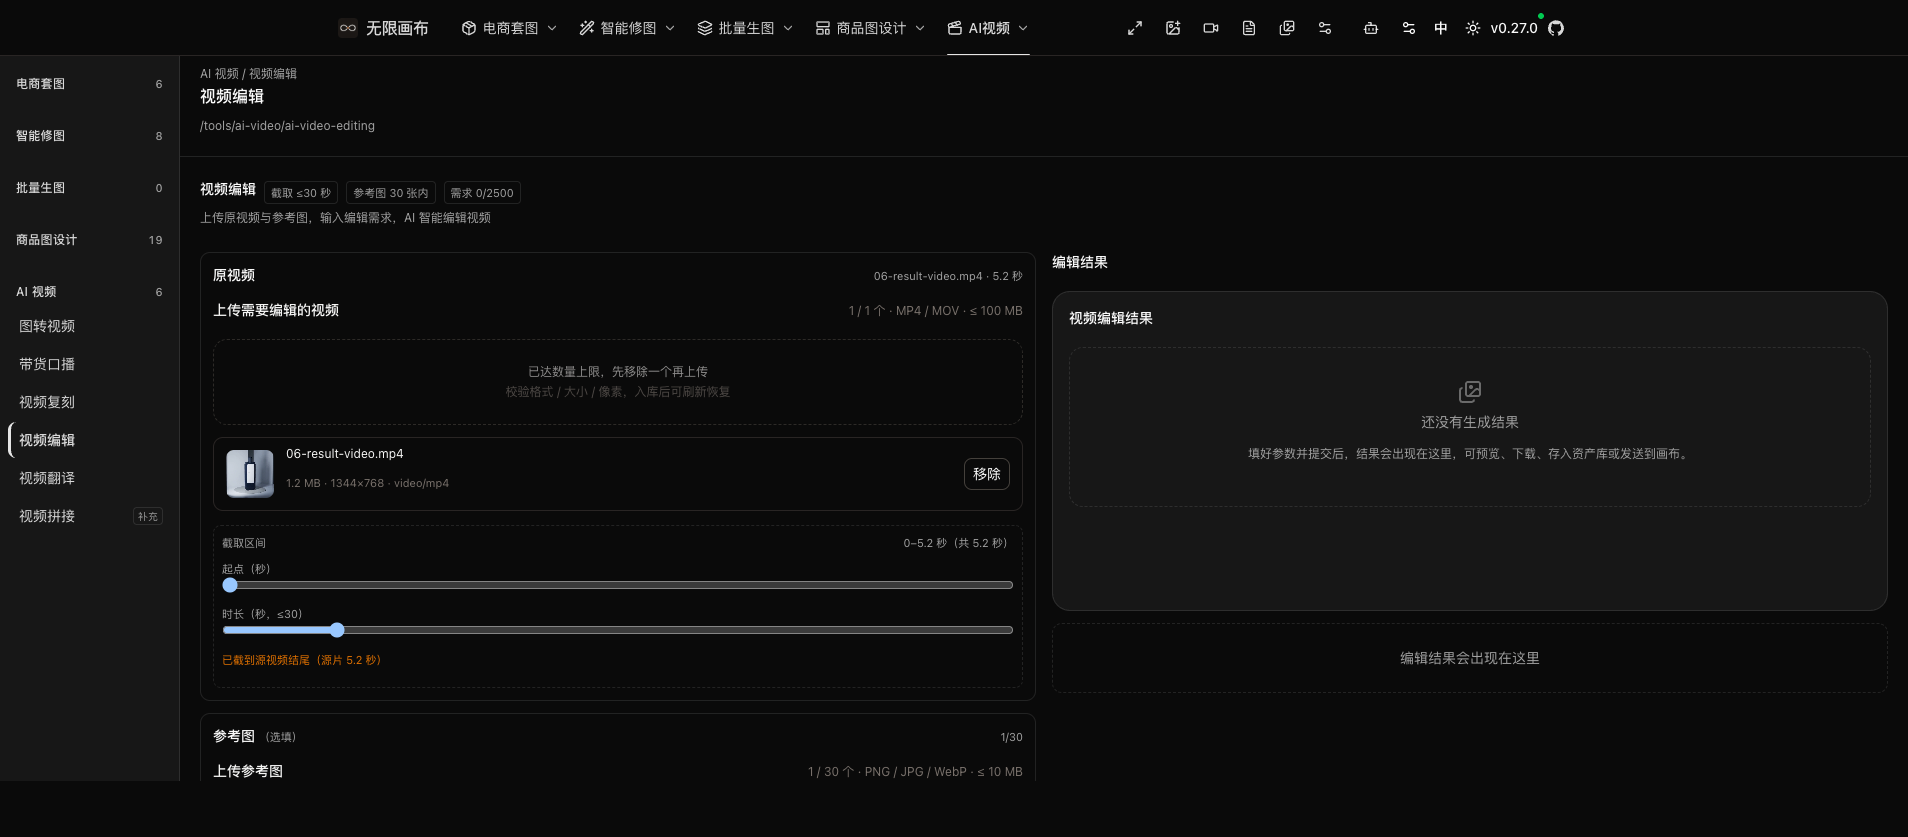 无限画布
电商套图
智能修图
批量生图
商品图设计
AI视频
中
v0.27.0
电商套图 6
智能修图 8
批量生图 0
商品图设计 19
AI 视频 6
图转视频
带货口播
视频复刻
视频编辑
视频翻译
视频拼接 补充
AI 视频 / 视频编辑
视频编辑
/tools/ai-video/ai-video-editing
视频编辑 截取 ≤30 秒 参考图 30 张内 需求 0/2500
上传原视频与参考图，输入编辑需求，AI 智能编辑视频
原视频 06-result-video.mp4 · 5.2 秒
上传需要编辑的视频 1 / 1 个 · MP4 / MOV · ≤ 100 MB
已达数量上限，先移除一个再上传
校验格式 / 大小 / 像素，入库后可刷新恢复
06-result-video.mp4
1.2 MB · 1344×768 · video/mp4
移除
截取区间 0–5.2 秒（共 5.2 秒）
起点（秒）
时长（秒，≤30）
已截到源视频结尾（源片 5.2 秒）
参考图 （选填） 1/30
上传参考图 1 / 30 个 · PNG / JPG / WebP · ≤ 10 MB
编辑结果
视频编辑结果
还没有生成结果
填好参数并提交后，结果会出现在这里，可预览、下载、存入资产库或发送到画布。
编辑结果会出现在这里